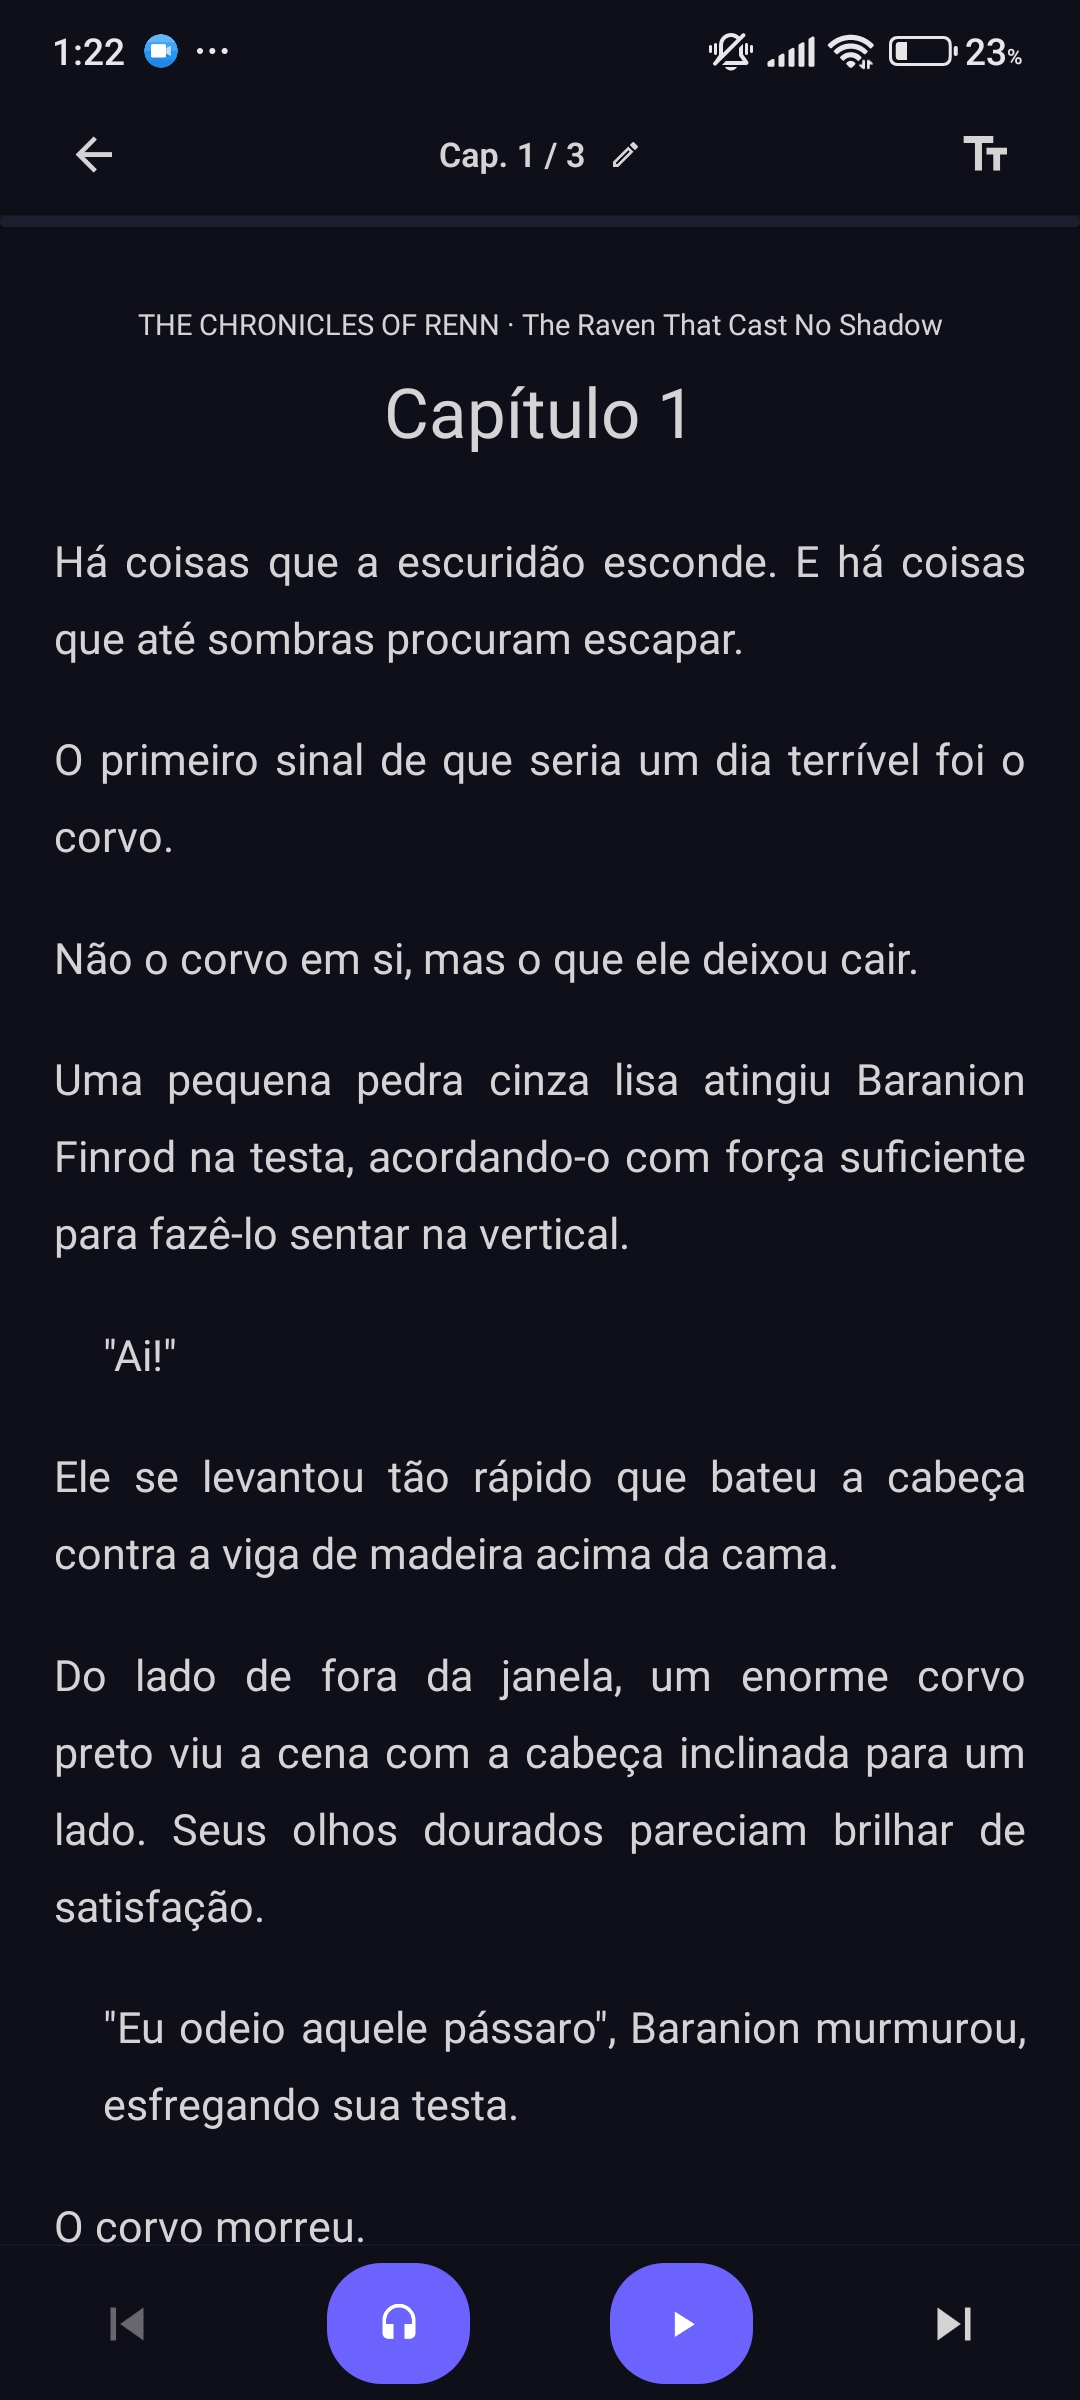 1:22 ... 23%
Cap. 1 / 3
THE CHRONICLES OF RENN · The Raven That Cast No Shadow
Capítulo 1
Há coisas que a escuridão esconde. E há coisas
que até sombras procuram escapar.
O primeiro sinal de que seria um dia terrível foi o
corvo.
Não o corvo em si, mas o que ele deixou cair.
Uma pequena pedra cinza lisa atingiu Baranion
Finrod na testa, acordando-o com força suficiente
para fazê-lo sentar na vertical.
"Ai!"
Ele se levantou tão rápido que bateu a cabeça
contra a viga de madeira acima da cama.
Do lado de fora da janela, um enorme corvo
preto viu a cena com a cabeça inclinada para um
lado. Seus olhos dourados pareciam brilhar de
satisfação.
"Eu odeio aquele pássaro", Baranion murmurou,
esfregando sua testa.
O corvo morreu.